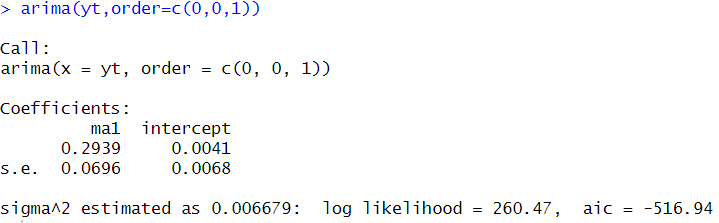 > arima(yt,order=c(0,0,1))
Call:
arima(x = yt, order = c(0, 0, 1))
Coefficients:
ma1 intercept
0.2939 0.0041
s.e. 0.0696 0.0068
sigma^2 estimated as 0.006679: log likelihood = 260.47, aic = -516.94